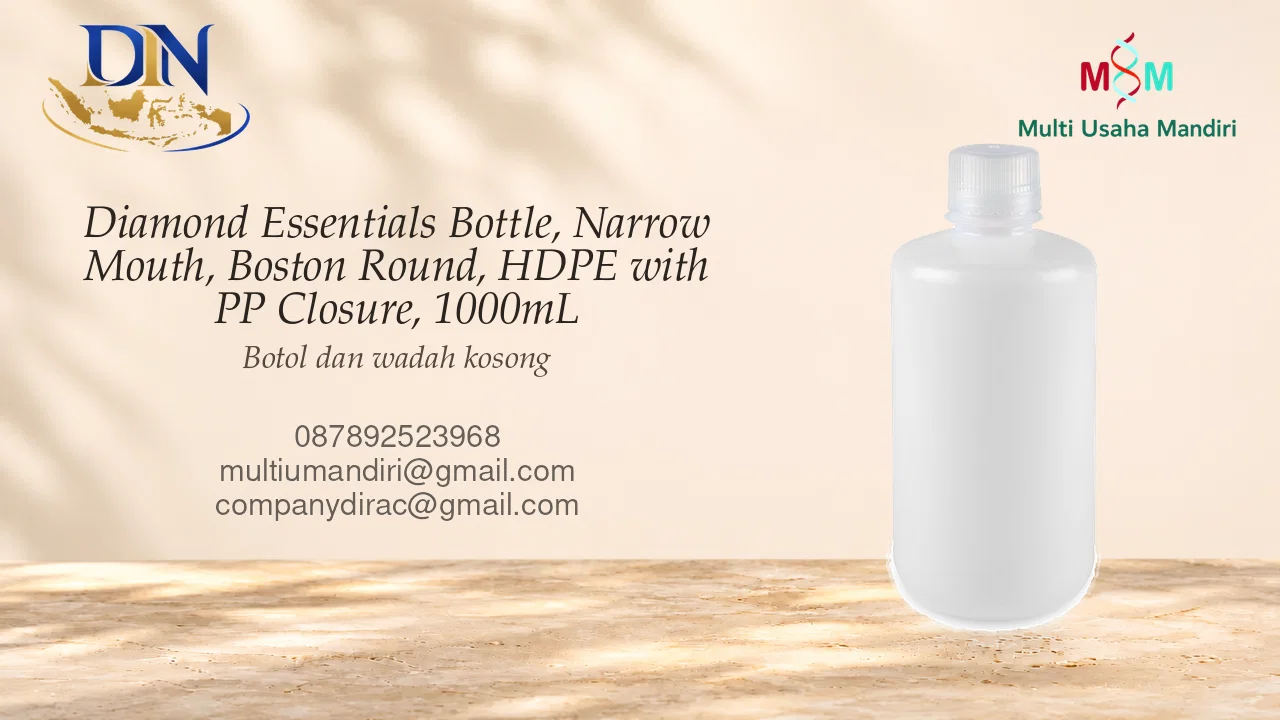 DIN
MSM
Multi Usaha Mandiri
Diamond Essentials Bottle, Narrow
Mouth, Boston Round, HDPE with
PP Closure, 1000mL
Botol dan wadah kosong
087892523968
multiumandiri@gmail.com
companydirac@gmail.com